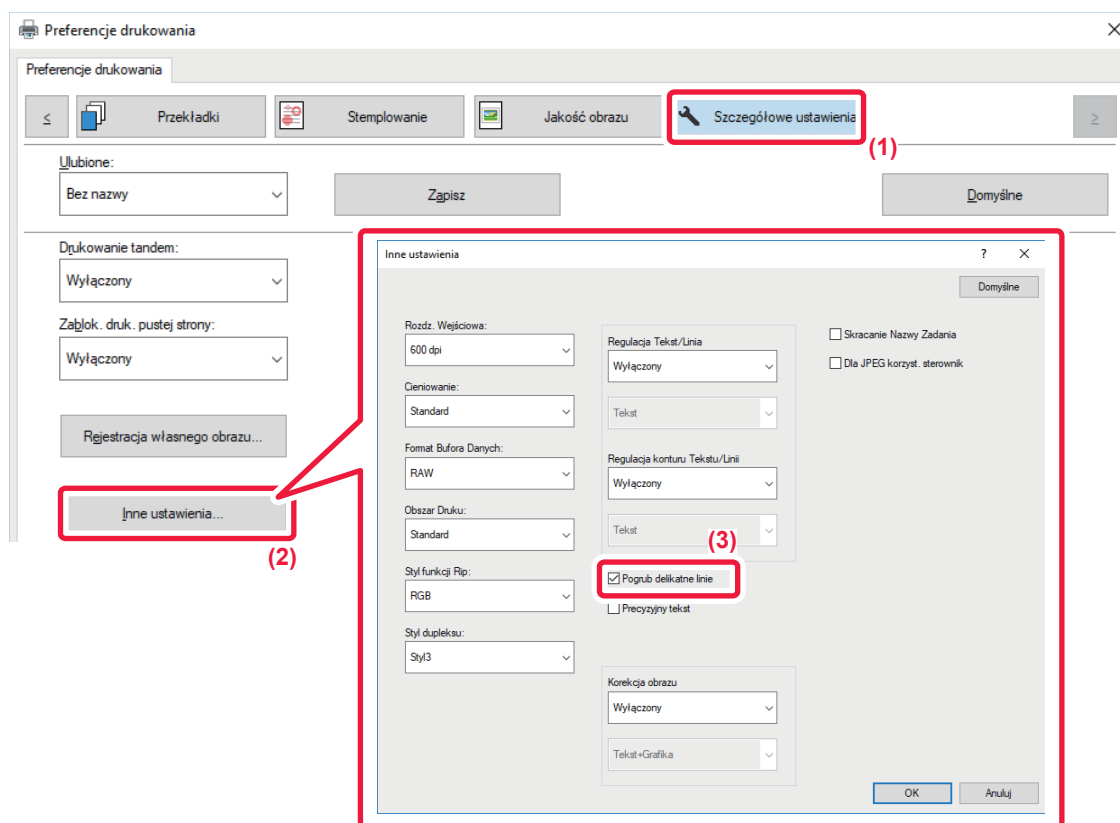 Preferencje drukowania
Preferencje drukowania
< Przekładki Stemplowanie Jakość obrazu Szczegółowe ustawienia >
(1)
Ulubione:
Bez nazwy Zapisz Domyślne
Drukowanie tandem:
Wyłączony
Zablok. druk. pustej strony:
Wyłączony
Rejestracja własnego obrazu...
Inne ustawienia...
(2)
Inne ustawienia ?
Domyślne
Rozdz. Wejściowa:
600 dpi
Cieniowanie:
Standard
Format Bufora Danych:
RAW
Obszar Druku:
Standard
Styl funkcji Rip:
RGB
Styl dupleksu:
Styl3
Regulacja Tekst/Linia
Wyłączony
Tekst
Regulacja konturu Tekstu/Linii
Wyłączony
Tekst
(3)
Pogrub delikatne linie
Precyzyjny tekst
Korekcja obrazu
Wyłączony
Tekst+Grafika
Skracanie Nazwy Zadania
Dla JPEG korzyst. sterownik
OK Anuluj